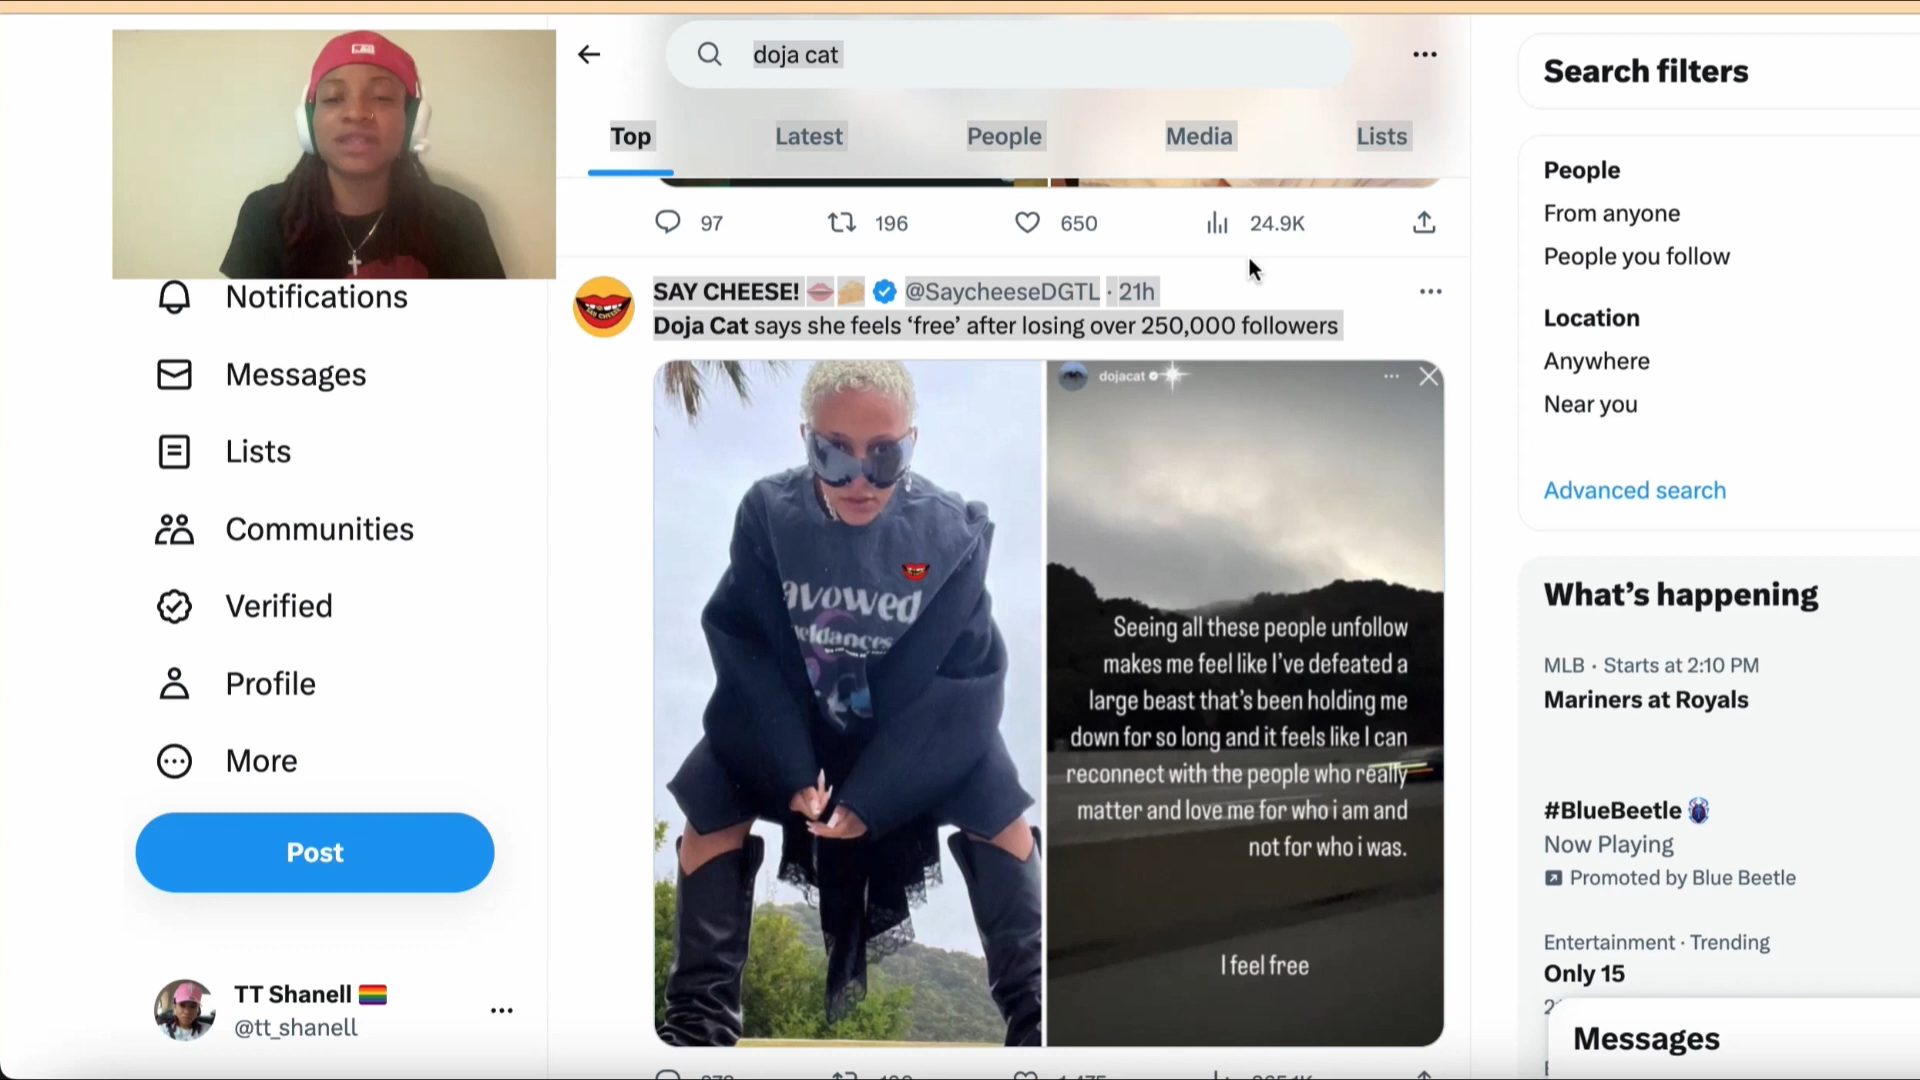 doja cat
Top
Latest
People
Media
Lists
97
196
650
24.9K
SAY CHEESE! @SaycheeseDGTL · 21h
Doja Cat says she feels ‘free’ after losing over 250,000 followers
dojacat
avowed
Seeing all these people unfollow
makes me feel like I've defeated a
large beast that's been holding me
down for so long and it feels like I can
reconnect with the people who really
matter and love me for who i am and
not for who i was.
I feel free
Notifications
Messages
Lists
Communities
Verified
Profile
More
Post
TT Shanell
@tt_shanell
Search filters
People
From anyone
People you follow
Location
Anywhere
Near you
Advanced search
What’s happening
MLB · Starts at 2:10 PM
Mariners at Royals
#BlueBeetle
Now Playing
Promoted by Blue Beetle
Entertainment · Trending
Only 15
Messages